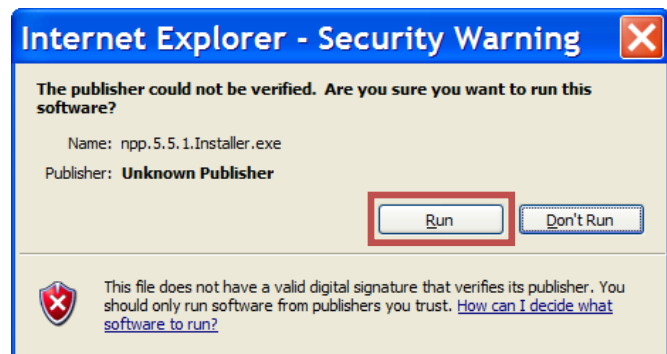 Internet Explorer - Security Warning
The publisher could not be verified. Are you sure you want to run this
software?
Name: npp.5.5.1.Installer.exe
Publisher: Unknown Publisher
Run Don't Run
This file does not have a valid digital signature that verifies its publisher. You
should only run software from publishers you trust. How can I decide what
software to run?